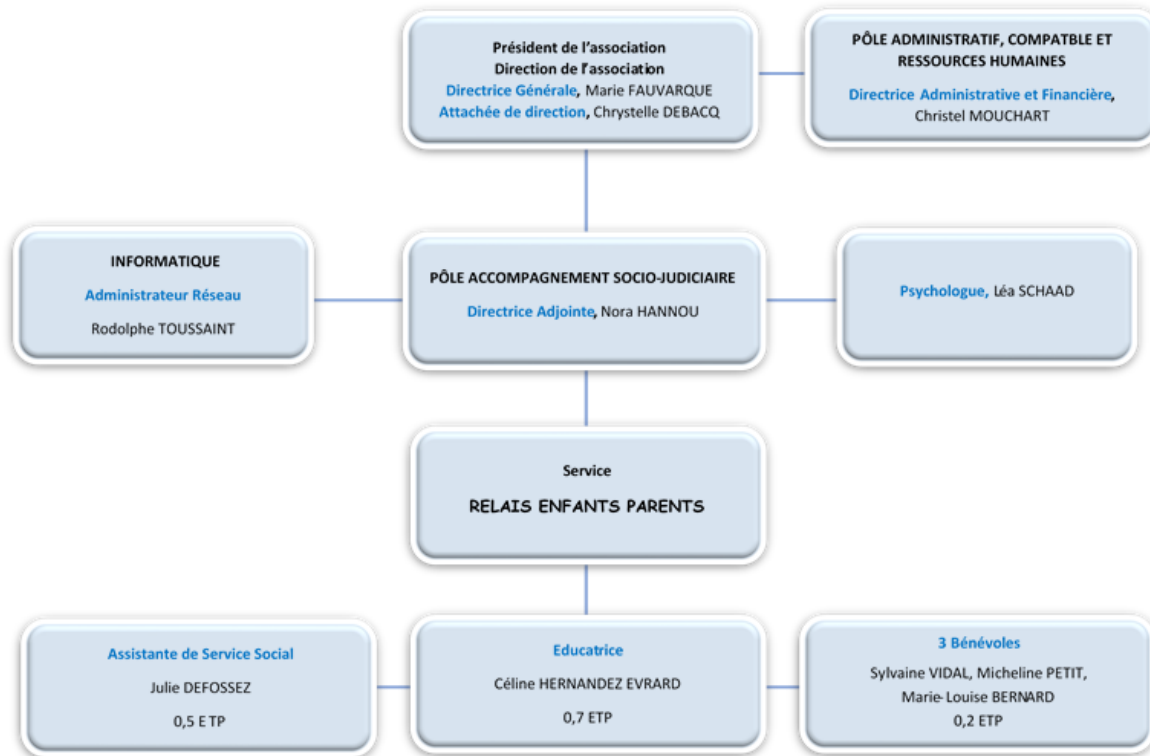 Président de l'association
Direction de l'association
Directrice Générale, Marie FAUVARQUE
Attachée de direction, Chrystelle DEBACQ
PÔLE ADMINISTRATIF, COMPATBLE ET
RESSOURCES HUMAINES
Directrice Administrative et Financière,
Christel MOUCHART
INFORMATIQUE
Administrateur Réseau
Rodolphe TOUSSAINT
PÔLE ACCOMPAGNEMENT SOCIO-JUDICIAIRE
Directrice Adjointe, Nora HANNOU
Psychologue, Léa SCHAAD
Service
RELAIS ENFANTS PARENTS
Assistante de Service Social
Julie DEFOSSEZ
0,5 E TP
Educatrice
Céline HERNANDEZ EVRARD
0,7 ETP
3 Bénévoles
Sylvaine VIDAL, Micheline PETIT,
Marie-Louise BERNARD
0,2 ETP